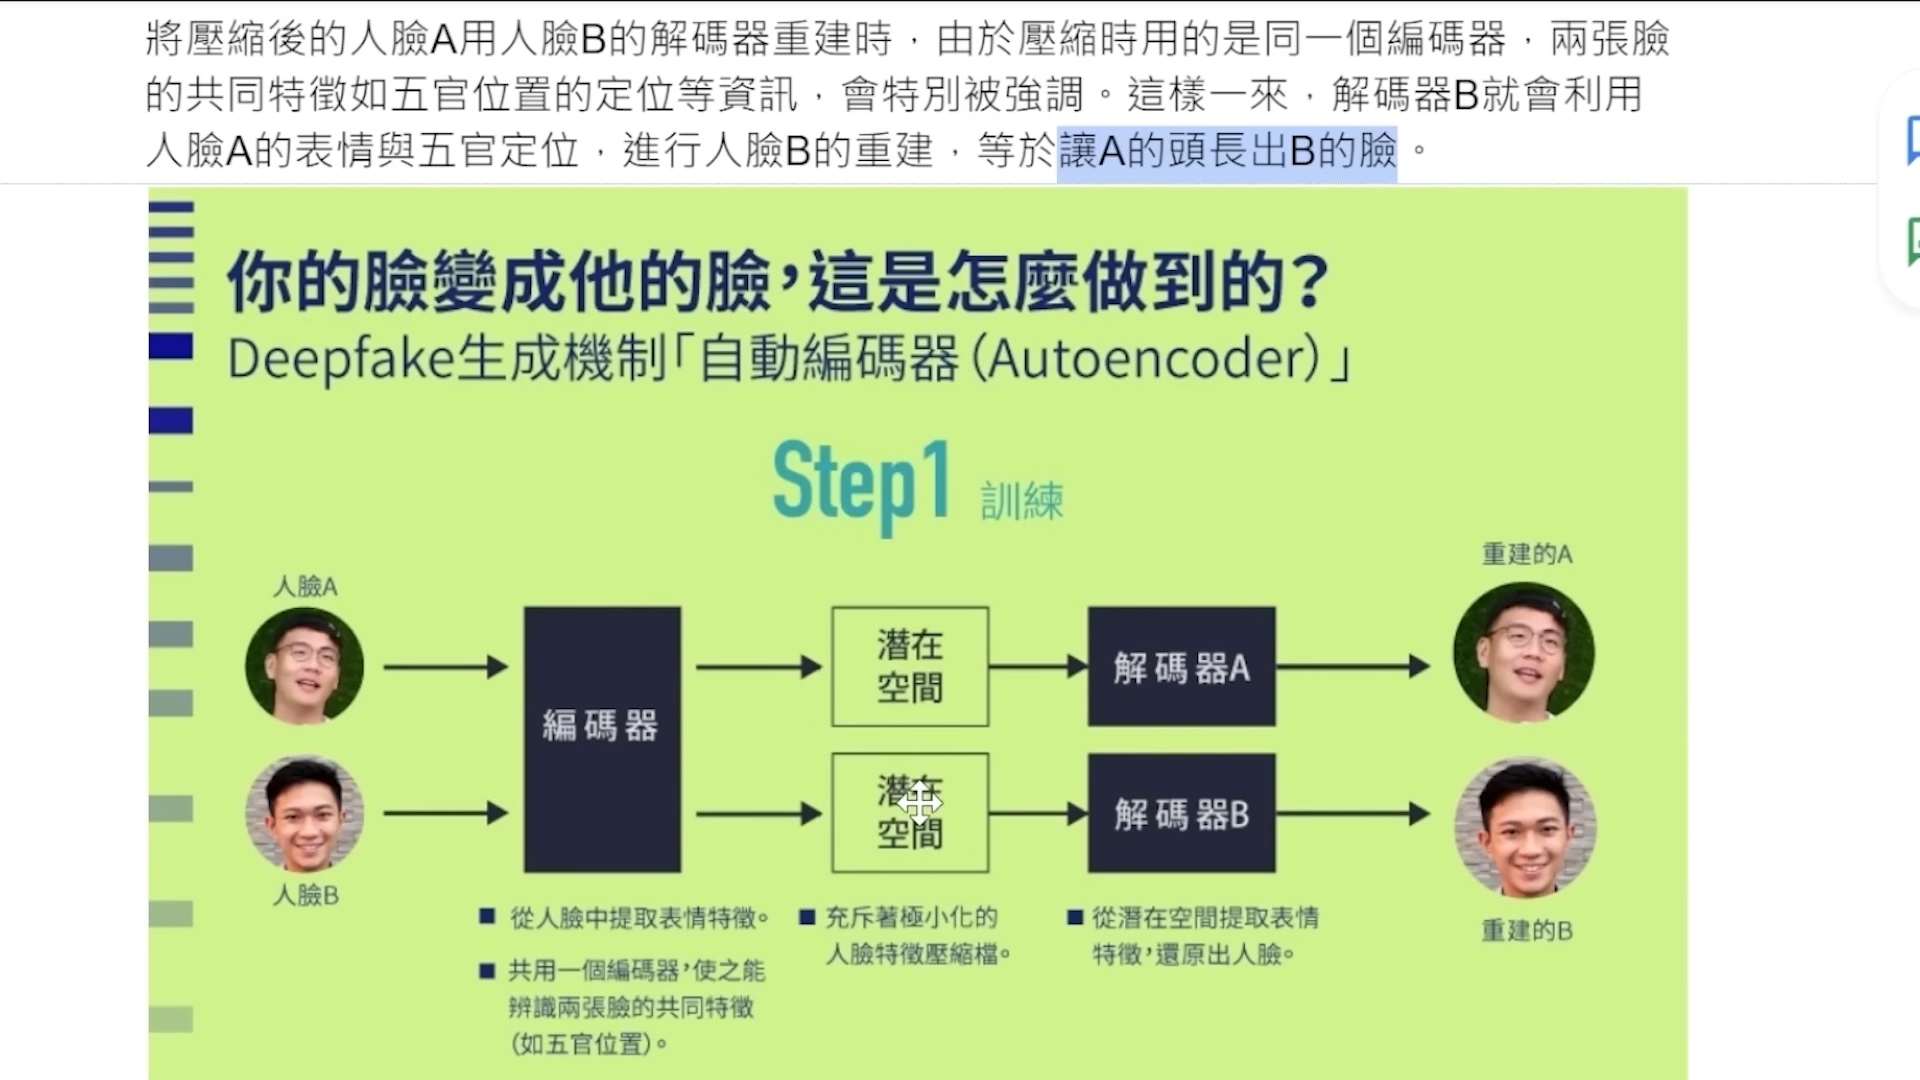 將壓縮後的人臉A用人臉B的解碼器重建時，由於壓縮時用的是同一個編碼器，兩張臉
的共同特徵如五官位置的定位等資訊，會特別被強調。這樣一來，解碼器B就會利用
人臉A的表情與五官定位，進行人臉B的重建，等於讓A的頭長出B的臉。
你的臉變成他的臉，這是怎麼做到的？
Deepfake生成機制「自動編碼器（Autoencoder）」
Step1 訓練
人臉A
重建的A
編碼器
潛在
空間
解碼器A
潛在
空間
解碼器B
人臉B
重建的B
■ 從人臉中提取表情特徵。
■ 共用一個編碼器，使之能
辨識兩張臉的共同特徵
（如五官位置）。
■ 充斥著極小化的
人臉特徵壓縮檔。
■ 從潛在空間提取表情
特徵，還原出人臉。